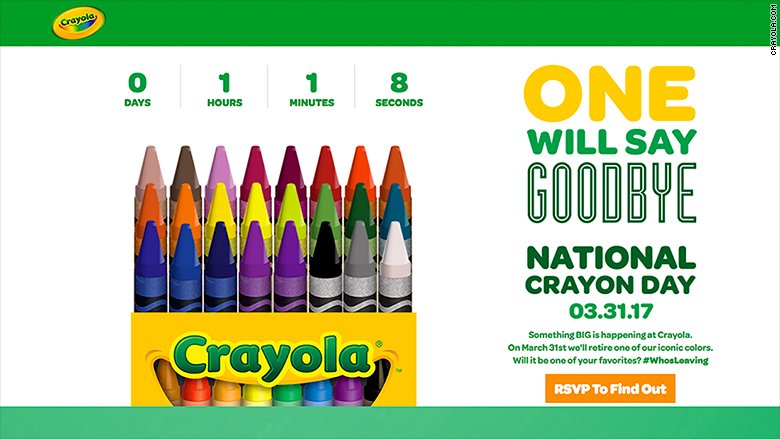 Crayola
CRAYOLA.COM
0 1 1 8
DAYS HOURS MINUTES SECONDS
ONE
WILL SAY
GOODBYE
NATIONAL
CRAYON DAY
03.31.17
Something BIG is happening at Crayola.
On March 31st we'll retire one of our iconic colors.
Will it be one of your favorites? #WhosLeaving
RSVP To Find Out
Crayola®
™